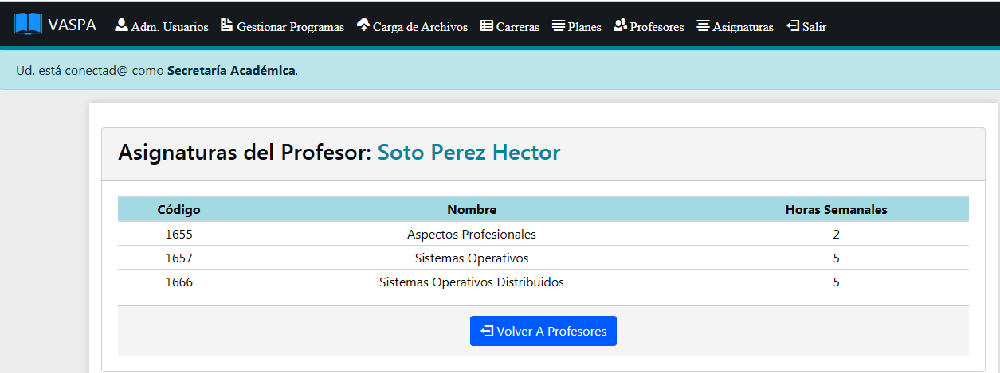 VASPA Adm. Usuarios Gestionar Programas Carga de Archivos Carreras Planes Profesores Asignaturas Salir
Ud. está conectad@ como Secretaría Académica.
Asignaturas del Profesor: Soto Perez Hector
Código Nombre Horas Semanales
1655 Aspectos Profesionales 2
1657 Sistemas Operativos 5
1666 Sistemas Operativos Distribuidos 5
Volver A Profesores